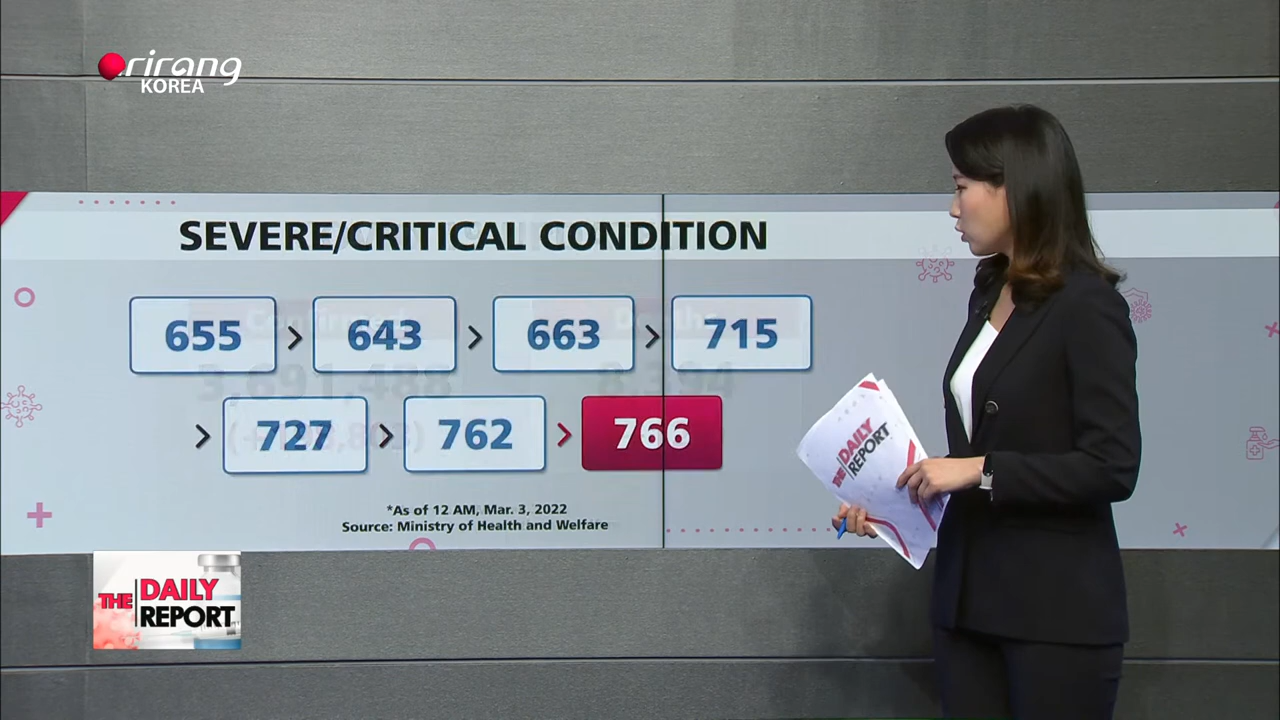 arirang
KOREA
SEVERE/CRITICAL CONDITION
655 > 643 > 663 > 715
> 727 > 762 > 766
*As of 12 AM, Mar. 3, 2022
Source: Ministry of Health and Welfare
THE DAILY REPORT
THE
DAILY
REPORT